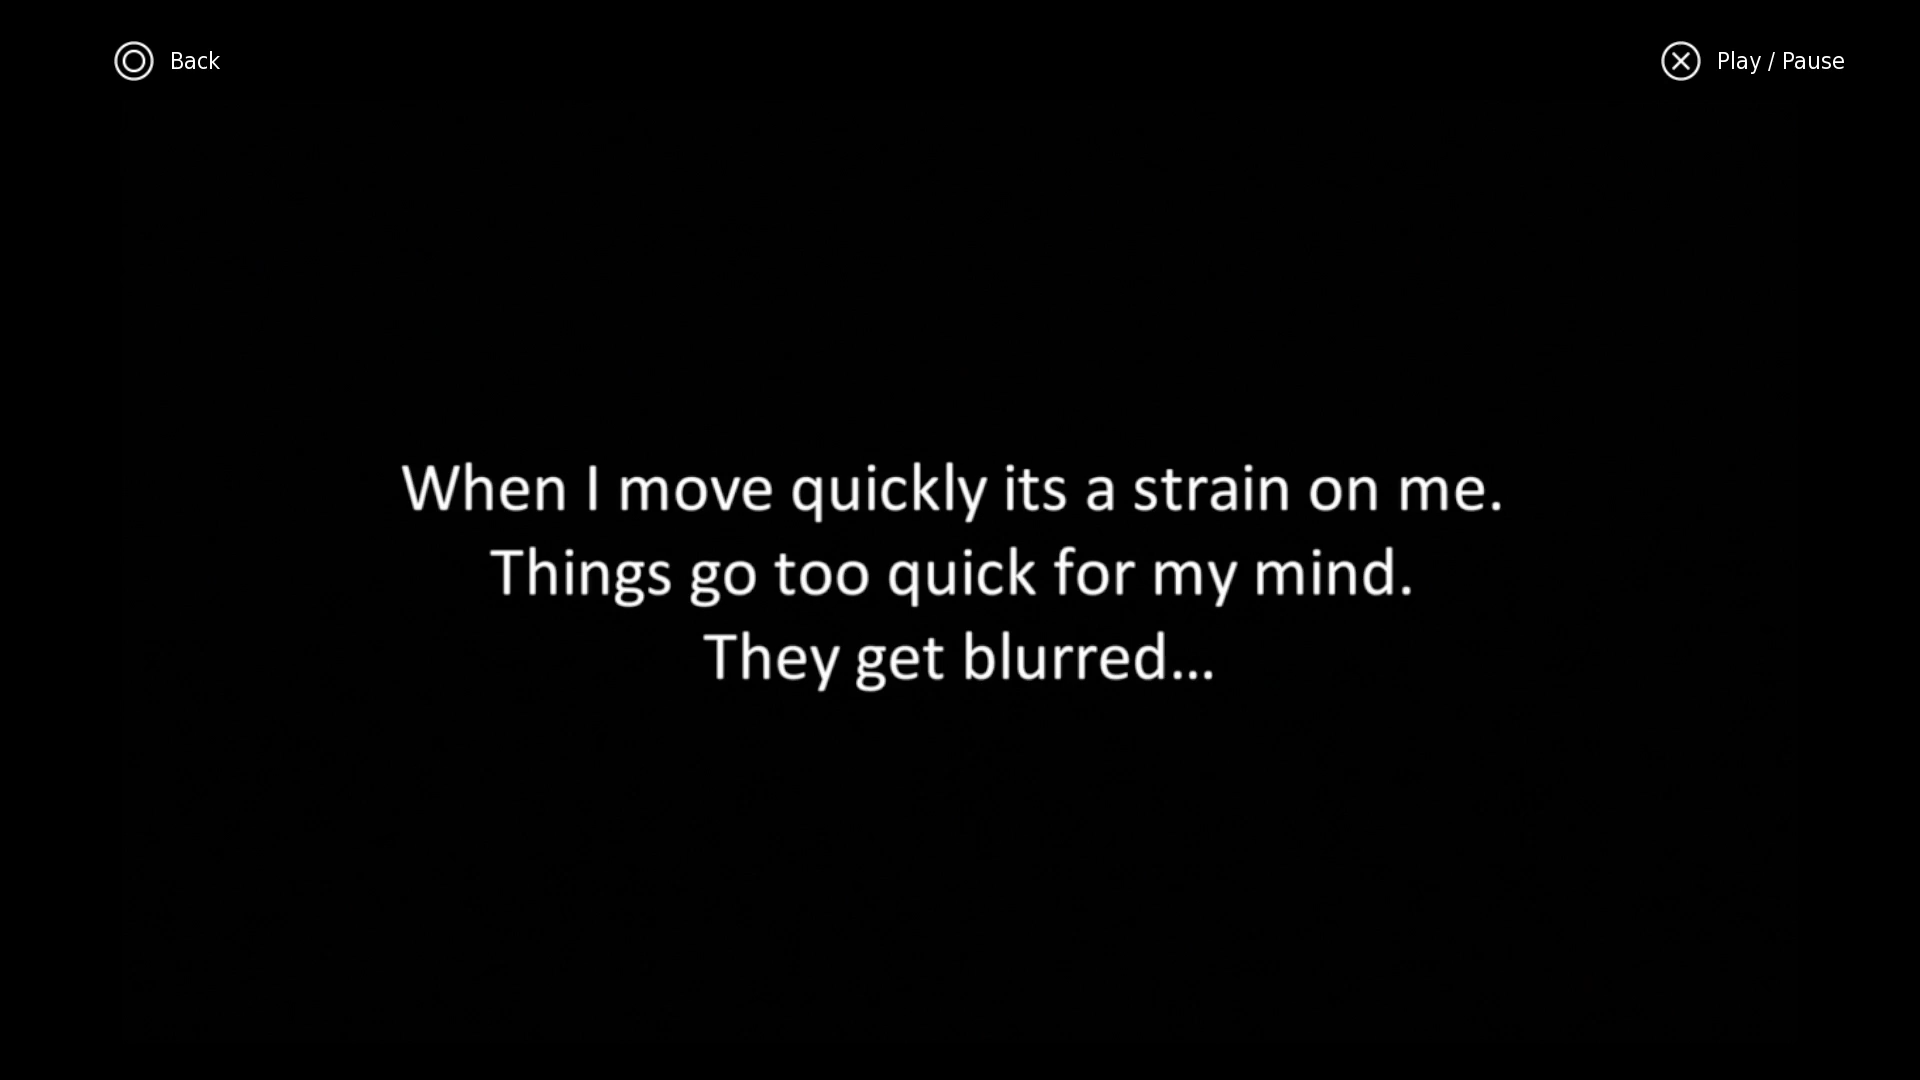 Back
Play / Pause
When I move quickly its a strain on me.
Things go too quick for my mind.
They get blurred...